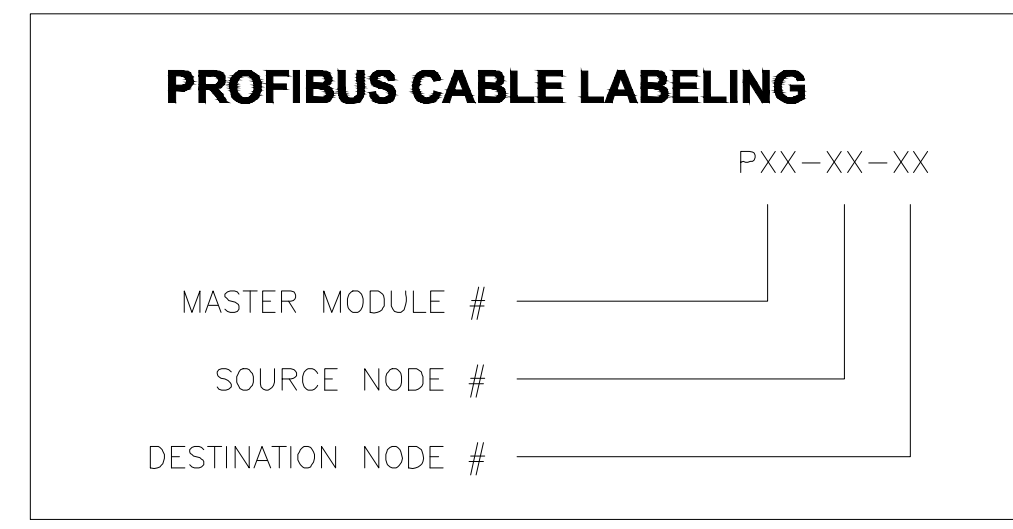 PROFIBUS CABLE LABELING
PXX-XX-XX
MASTER MODULE #
SOURCE NODE #
DESTINATION NODE #